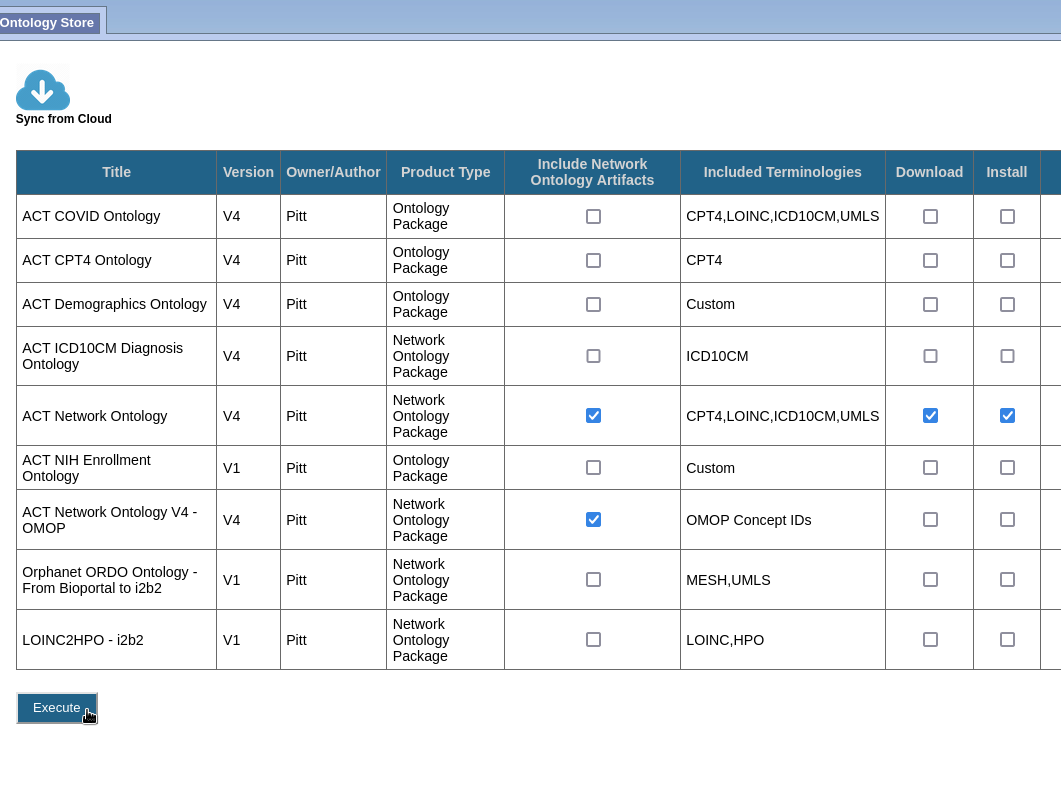 Ontology Store
Sync from Cloud
Title Version Owner/Author Product Type Include Network Ontology Artifacts Included Terminologies Download Install
ACT COVID Ontology V4 Pitt Ontology Package CPT4,LOINC,ICD10CM,UMLS
ACT CPT4 Ontology V4 Pitt Ontology Package CPT4
ACT Demographics Ontology V4 Pitt Ontology Package Custom
ACT ICD10CM Diagnosis Ontology V4 Pitt Network Ontology Package ICD10CM
ACT Network Ontology V4 Pitt Network Ontology Package CPT4,LOINC,ICD10CM,UMLS
ACT NIH Enrollment Ontology V1 Pitt Ontology Package Custom
ACT Network Ontology V4 - OMOP V4 Pitt Network Ontology Package OMOP Concept IDs
Orphanet ORDO Ontology - From Bioportal to i2b2 V1 Pitt Network Ontology Package MESH,UMLS
LOINC2HPO - i2b2 V1 Pitt Network Ontology Package LOINC,HPO
Execute